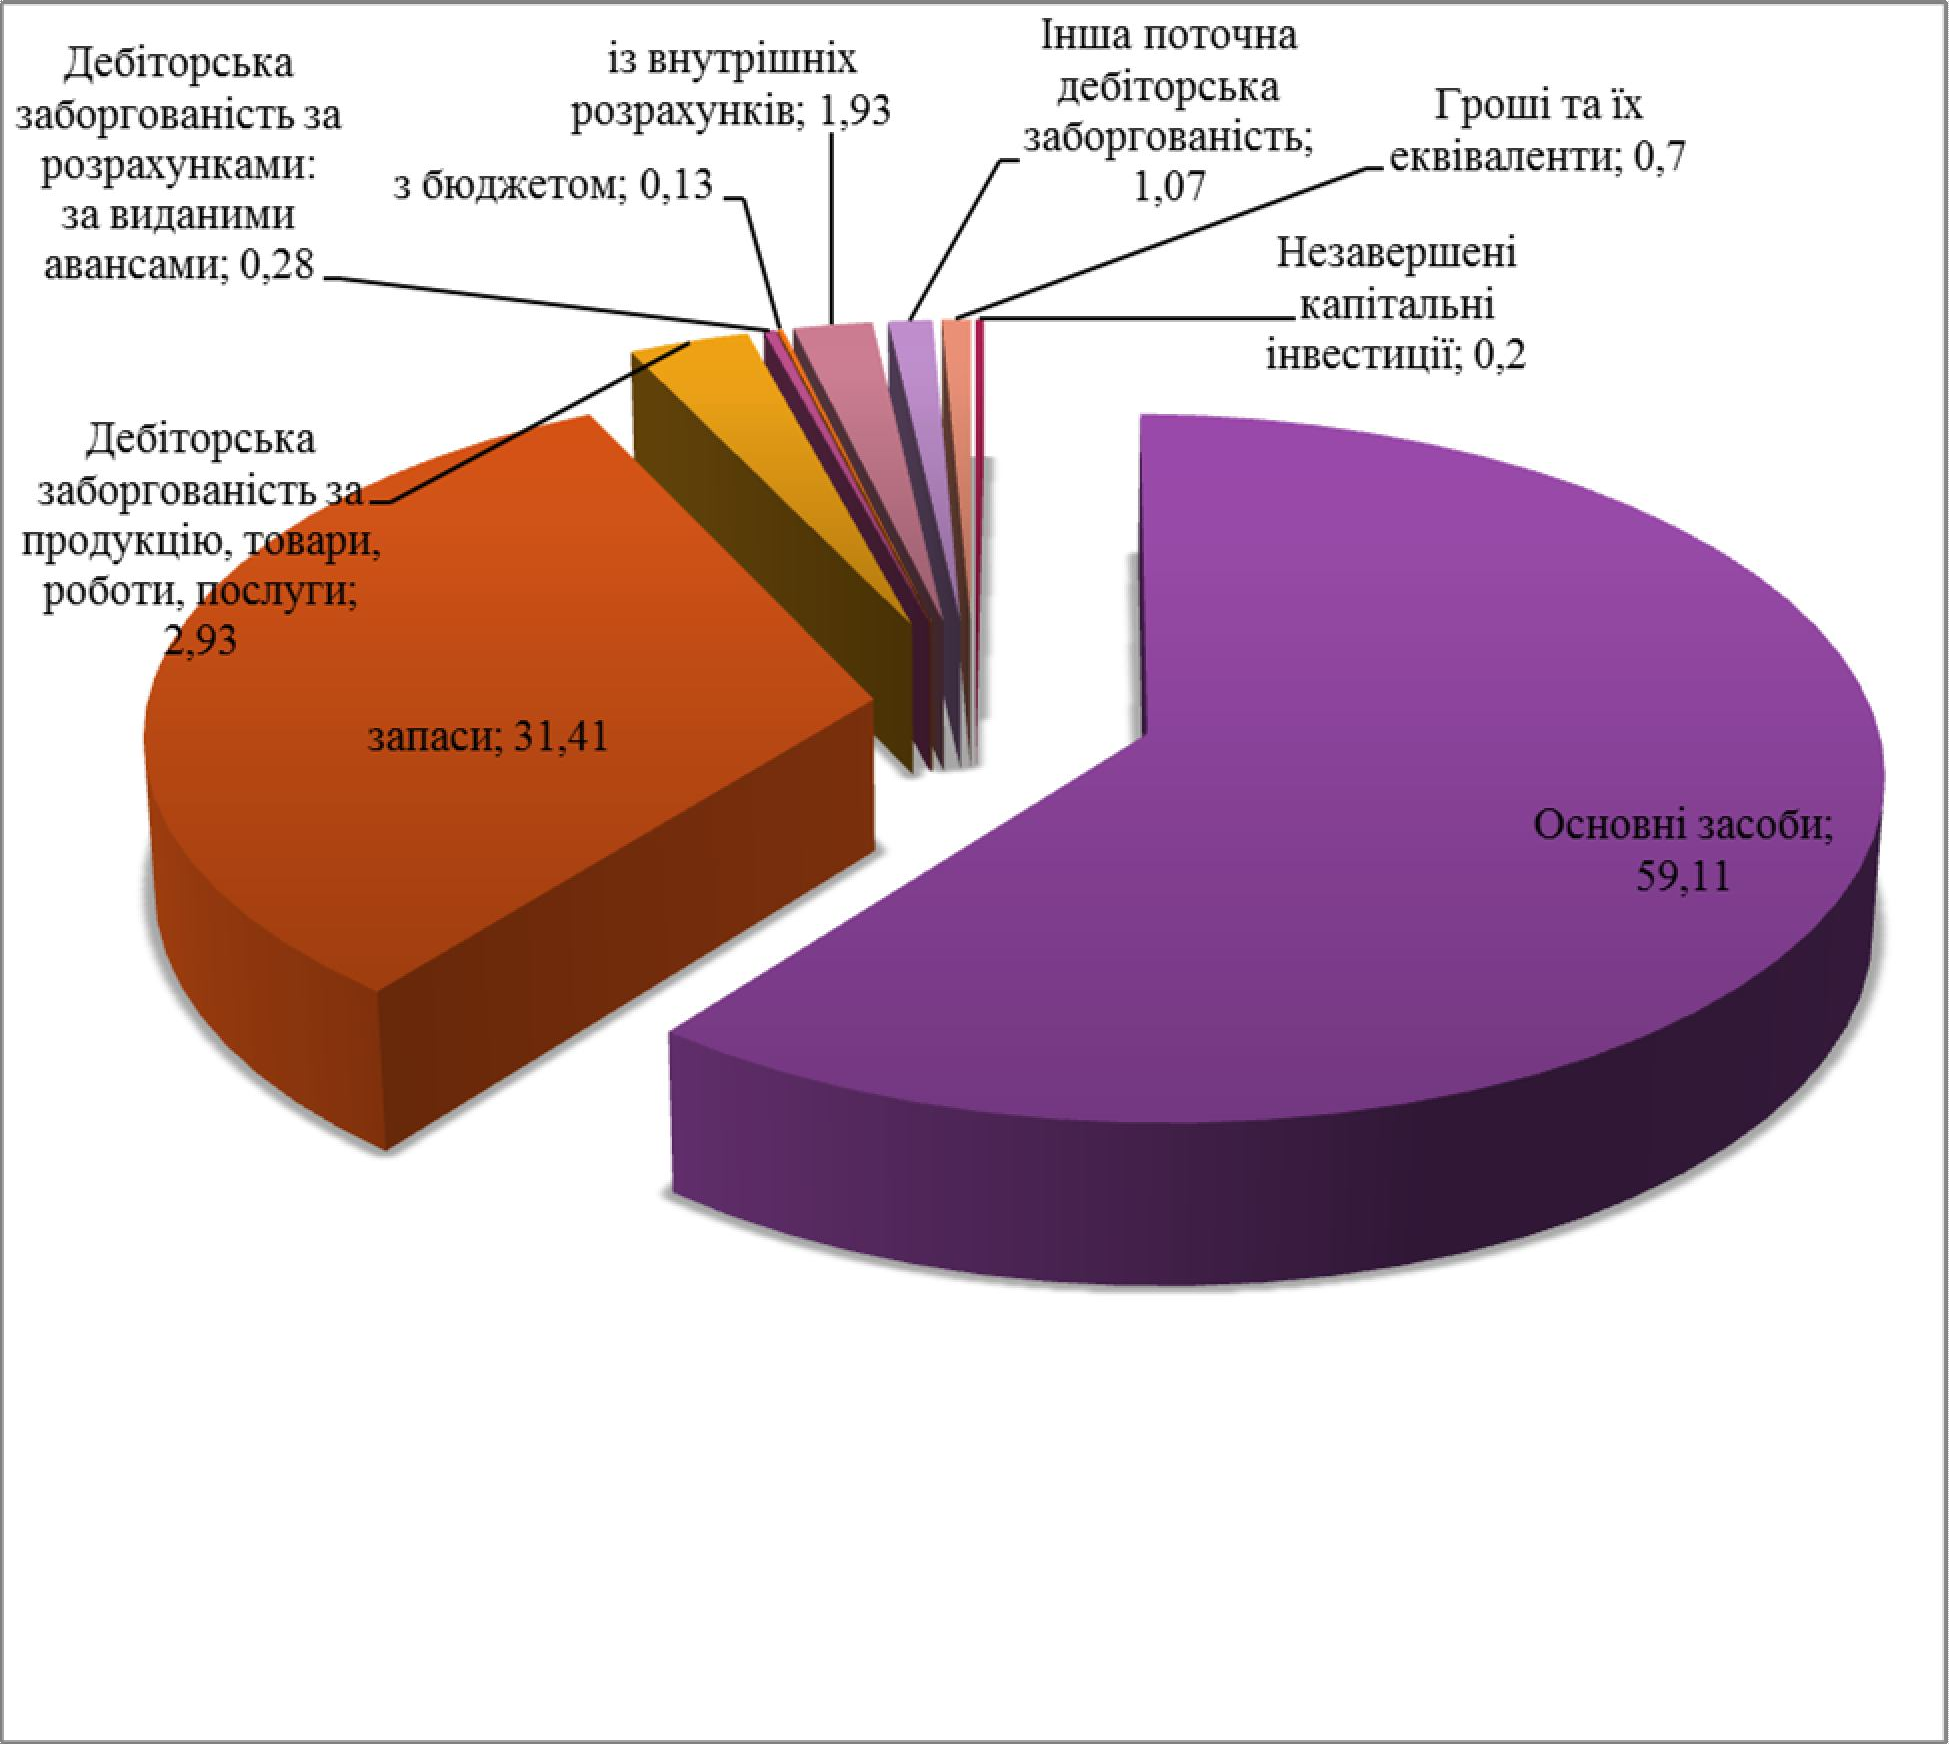 Дебіторська
заборгованість за
розрахунками:
за виданими
авансами; 0,28
з бюджетом; 0,13
із внутрішніх
розрахунків; 1,93
Інша поточна
дебіторська
заборгованість;
1,07
Гроші та їх
еквіваленти; 0,7
Незавершені
капітальні
інвестиції; 0,2
Дебіторська
заборгованість за
продукцію, товари,
роботи, послуги;
2,93
запаси; 31,41
Основні засоби;
59,11